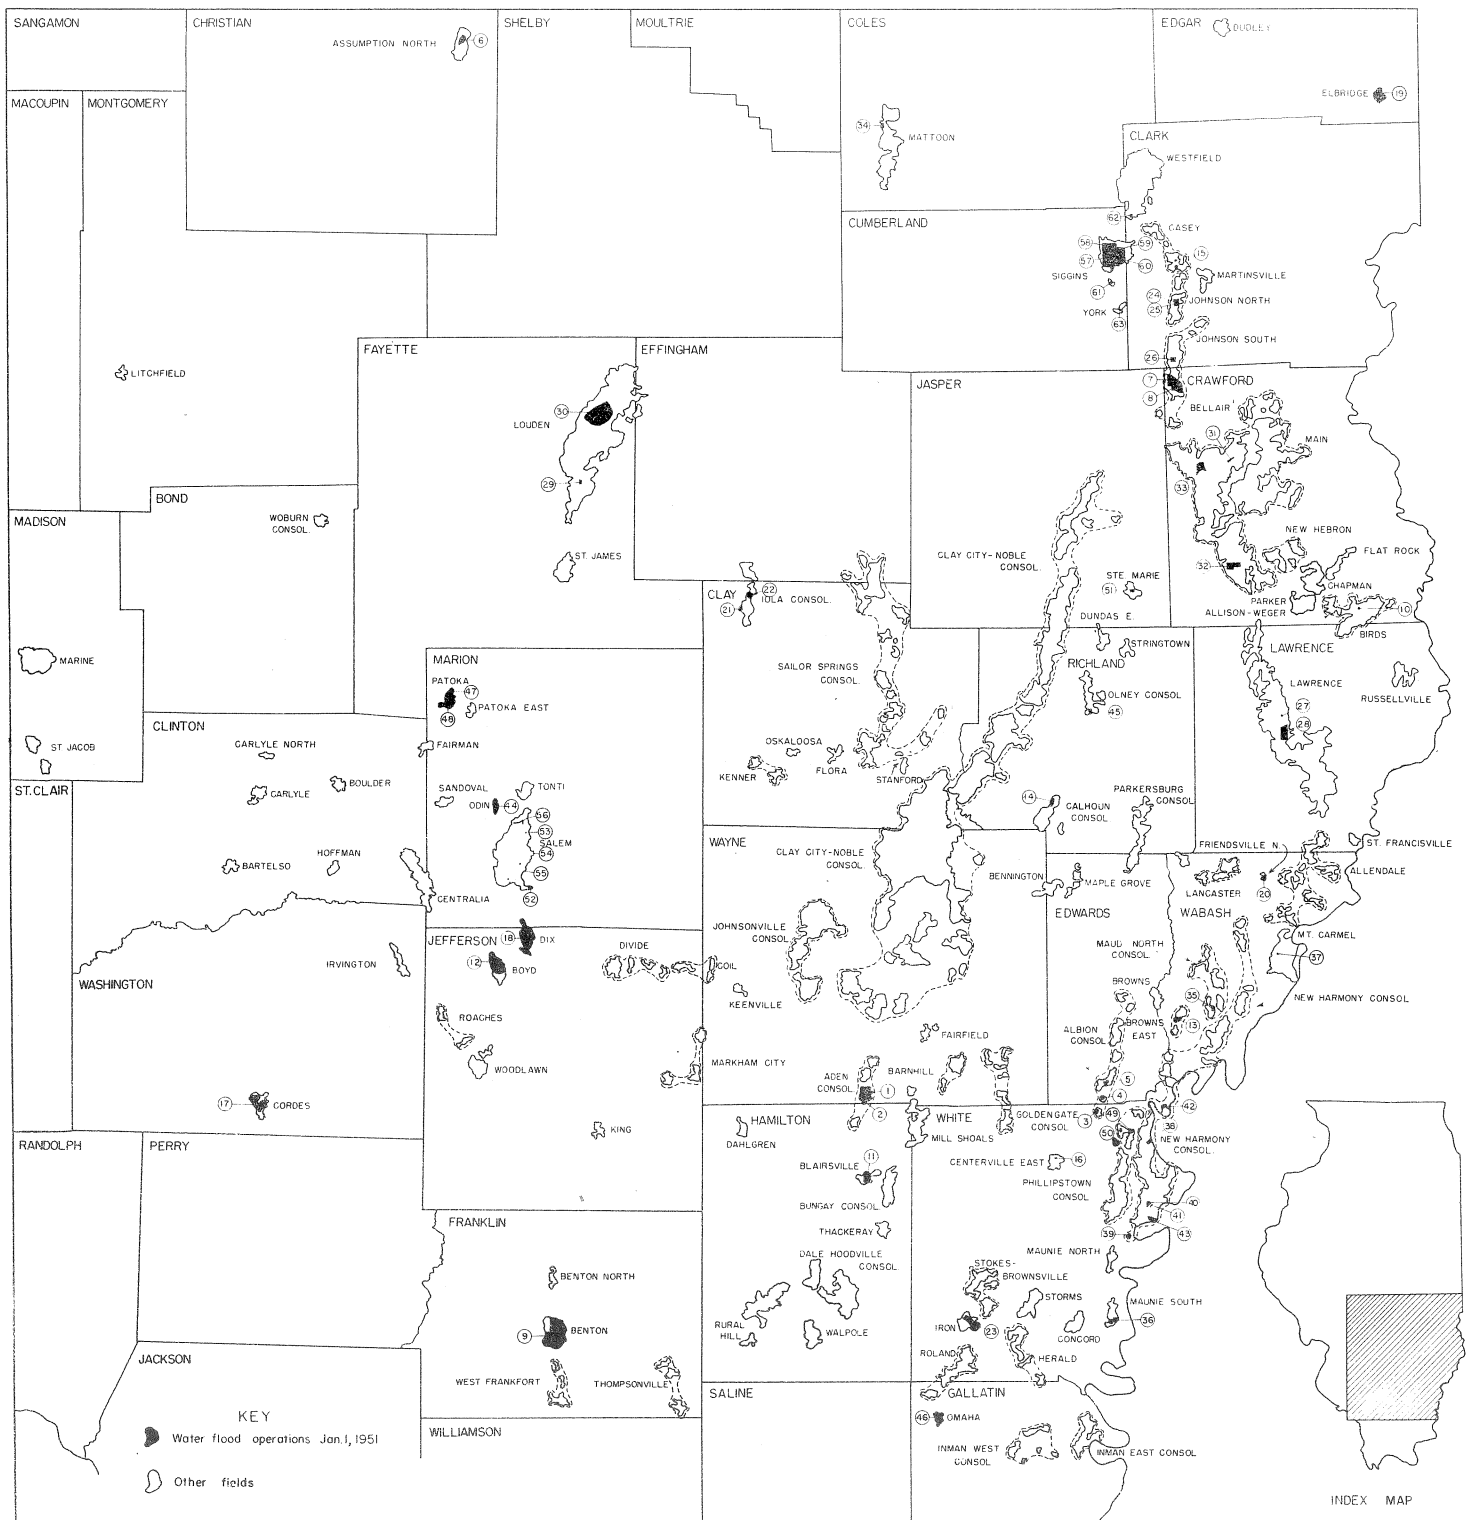 SANGAMON
CHRISTIAN
SHELBY
MOULTRIE
COLES
EDGAR
DUDLEY
ASSUMPTION NORTH
6
ELBRIDGE
19
MACOUPIN
MONTGOMERY
34
MATTOON
CLARK
WESTFIELD
62
CUMBERLAND
CASEY
58
59
57
60
15
SIGGINS
MARTINSVILLE
61
24
JOHNSON NORTH
25
YORK
63
JOHNSON SOUTH
26
FAYETTE
EFFINGHAM
LITCHFIELD
JASPER
7
CRAWFORD
8
BELLAIR
30
LOUDEN
31
MAIN
29
33
BOND
MADISON
WOBURN
CONSOL.
NEW HEBRON
FLAT ROCK
ST. JAMES
CLAY CITY-NOBLE
CONSOL.
32
STE MARIE
51
CHAPMAN
CLAY
22
IOLA CONSOL.
21
PARKER
ALLISON-WEGER
10
DUNDAS E.
BIRDS
STRINGTOWN
LAWRENCE
MARINE
MARION
SAILOR SPRINGS
CONSOL.
RICHLAND
PATOKA
47
OLNEY CONSOL
LAWRENCE
RUSSELLVILLE
48
PATOKA EAST
45
27
CLINTON
28
ST JACOB
CARLYLE NORTH
FAIRMAN
OSKALOOSA
KENNER
FLORA
STANFORD
ST. CLAIR
CARLYLE
BOULDER
SANDOVAL
TONTI
ODIN
44
14
PARKERSBURG
CONSOL
CALHOUN
CONSOL
56
53
SALEM
54
WAYNE
CLAY CITY-NOBLE
CONSOL.
FRIENDSVILLE N.
ST. FRANCISVILLE
BARTELSO
HOFFMAN
55
BENNINGTON
MAPLE GROVE
ALLENDALE
52
CENTRALIA
LANCASTER
20
EDWARDS
WABASH
JEFFERSON
18
DIX
DIVIDE
JOHNSONVILLE
CONSOL
MT. CARMEL
MAUD NORTH
CONSOL.
37
IRVINGTON
12
BOYD
COIL
WASHINGTON
BROWNS
KEENVILLE
35
NEW HARMONY CONSOL
ROACHES
FAIRFIELD
ALBION
CONSOL
BROWNS
EAST
13
WOODLAWN
MARKHAM CITY
ADEN
CONSOL
BARNHILL
5
1
4
17
CORDES
2
HAMILTON
WHITE
GOLDENGATE
CONSOL
3
49
42
38
KING
DAHLGREN
MILL SHOALS
50
NEW HARMONY
CONSOL.
RANDOLPH
PERRY
11
BLAIRSVILLE
CENTERVILLE EAST
16
PHILLIPSTOWN
CONSOL
BUNGAY CONSOL
40
41
FRANKLIN
THACKERAY
39
43
DALE HOODVILLE
CONSOL.
MAUNIE NORTH
BENTON NORTH
STOKES-
BROWNSVILLE
STORMS
MAUNIE SOUTH
9
BENTON
RURAL
HILL
WALPOLE
IRON
23
CONCORD
36
JACKSON
ROLAND
HERALD
WEST FRANKFORT
THOMPSONVILLE
SALINE
GALLATIN
KEY
46
OMAHA
Water flood operations Jan. 1, 1951
WILLIAMSON
INMAN WEST
CONSOL
INMAN EAST CONSOL
Other fields
INDEX MAP